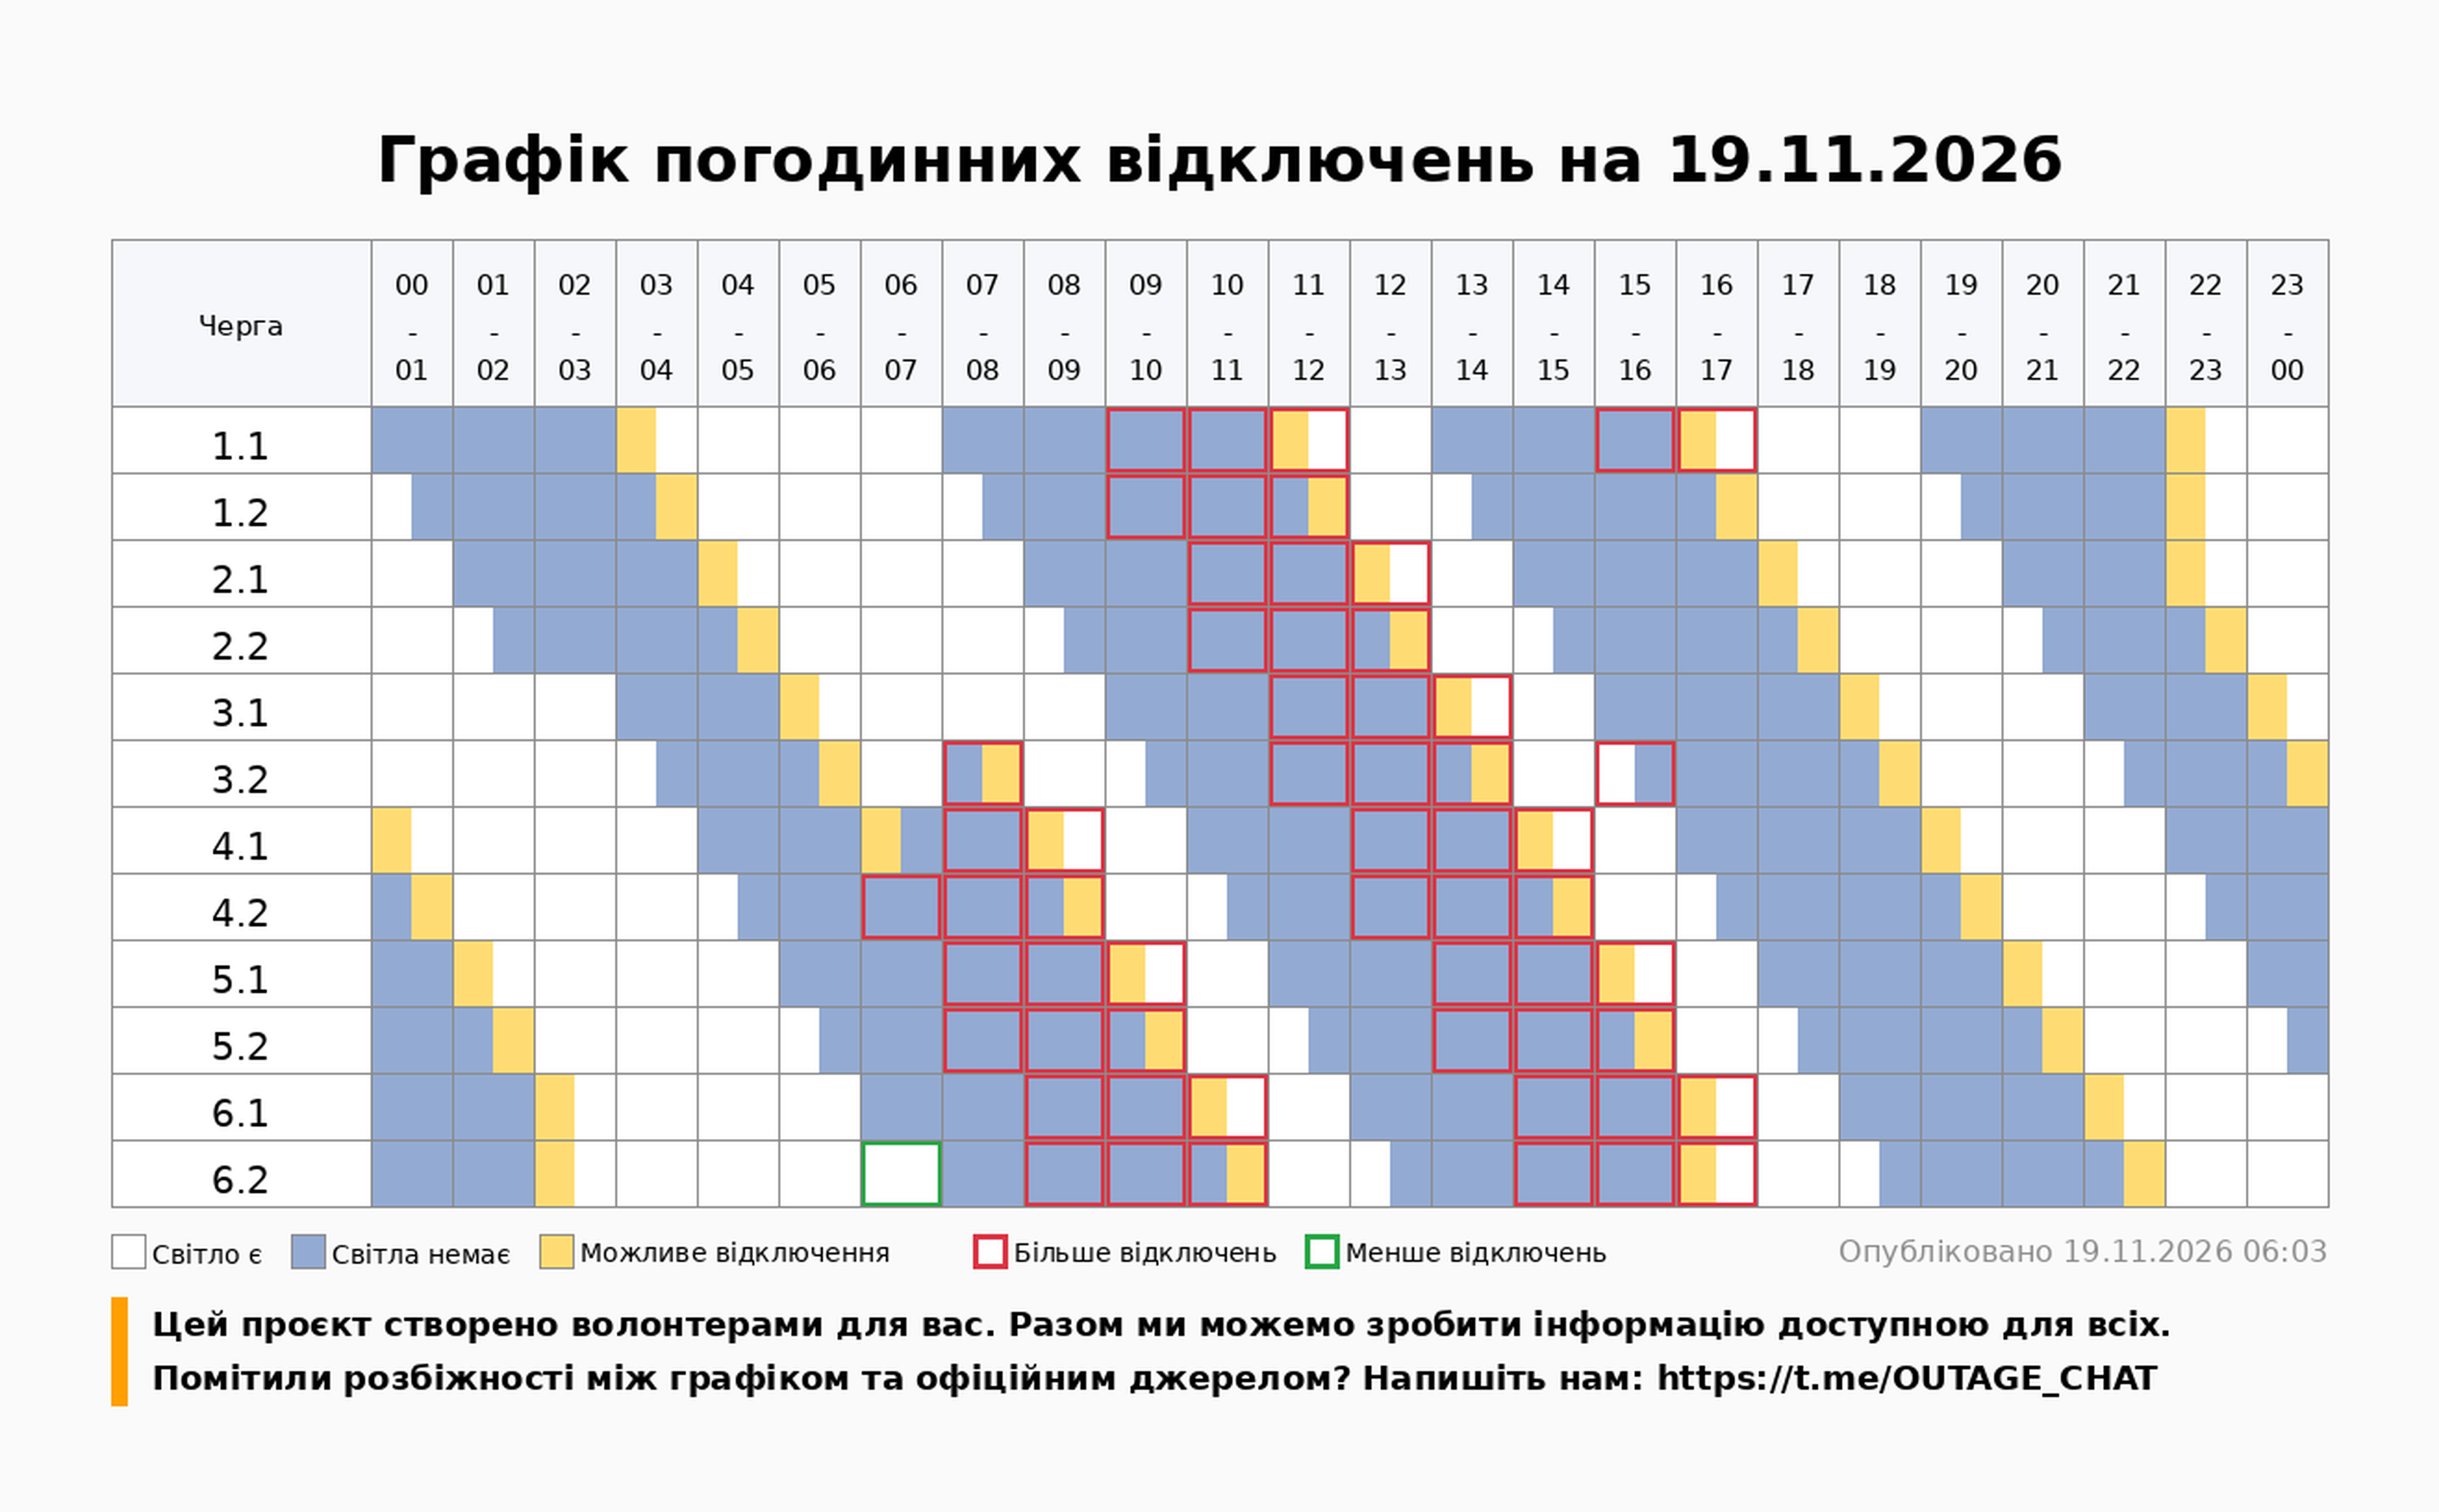 Графік погодинних відключень на 19.11.2026
Черга 00 - 01 01 - 02 02 - 03 03 - 04 04 - 05 05 - 06 06 - 07 07 - 08 08 - 09 09 - 10 10 - 11 11 - 12 12 - 13 13 - 14 14 - 15 15 - 16 16 - 17 17 - 18 18 - 19 19 - 20 20 - 21 21 - 22 22 - 23 23 - 00
1.1
1.2
2.1
2.2
3.1
3.2
4.1
4.2
5.1
5.2
6.1
6.2
Світло є Світла немає Можливе відключення Більше відключень Менше відключень Опубліковано 19.11.2026 06:03
Цей проєкт створено волонтерами для вас. Разом ми можемо зробити інформацію доступною для всіх.
Помітили розбіжності між графіком та офіційним джерелом? Напишіть нам: https://t.me/OUTAGE_CHAT